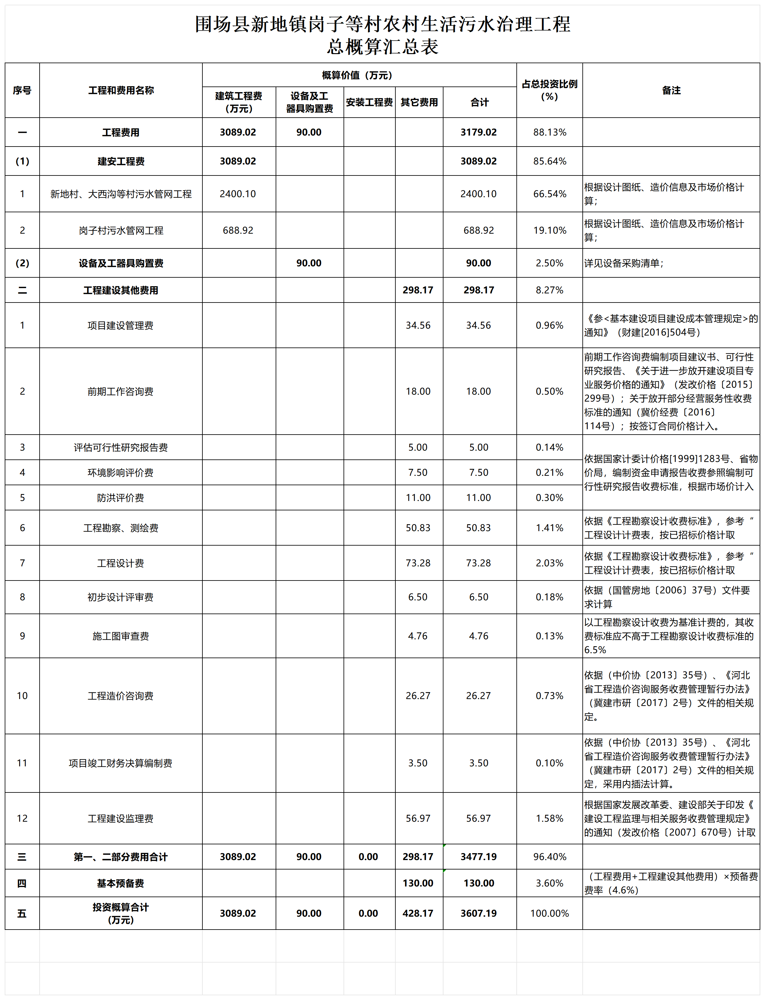 围场县新地镇岗子等村农村生活污水治理工程
总概算汇总表
序号 工程和费用名称 概算价值（万元） 占总投资比例（%） 备注
建筑工程费（万元） 设备及工器具购置费 安装工程费 其它费用 合计
一 工程费用 3089.02 90.00 3179.02 88.13%
(1) 建安工程费 3089.02 3089.02 85.64%
1 新地村、大西沟等村污水管网工程 2400.10 2400.10 66.54% 根据设计图纸、造价信息及市场价格计
算；
2 岗子村污水管网工程 688.92 688.92 19.10% 根据设计图纸、造价信息及市场价格计
算；
(2) 设备及工器具购置费 90.00 90.00 2.50% 详见设备采购清单；
二 工程建设其他费用 298.17 298.17 8.27%
1 项目建设管理费 34.56 34.56 0.96% 《参<基本建设项目建设成本管理规定>的
通知》（财建[2016]504号）
2 前期工作咨询费 18.00 18.00 0.50% 前期工作咨询费编制项目建议书、可行性
研究报告、《关于进一步放开建设项目专
业服务价格的通知》（发改价格〔2015〕
299号）；关于放开部分经营服务性收费
标准的通知（冀价经费〔2016〕
114号）；按签订合同价格计入。
3 评估可行性研究报告费 5.00 5.00 0.14% 依据国家计委计价格[1999]1283号、省物
价局，编制资金申请报告收费参照编制可
行性研究报告收费标准，根据市场价计入
4 环境影响评价费 7.50 7.50 0.21%
5 防洪评价费 11.00 11.00 0.30%
6 工程勘察、测绘费 50.83 50.83 1.41% 依据《工程勘察设计收费标准》，参考“
工程设计计费表，按已招标价格计取
7 工程设计费 73.28 73.28 2.03% 依据《工程勘察设计收费标准》，参考“
工程设计计费表，按已招标价格计取
8 初步设计评审费 6.50 6.50 0.18% 依据（国管房地〔2006〕37号）文件要
求计算
9 施工图审查费 4.76 4.76 0.13% 以工程勘察设计收费为基准计费的，其收
费标准应不高于工程勘察设计收费标准的
6.5%
10 工程造价咨询费 26.27 26.27 0.73% 依据（中价协〔2013〕35号）、《河北
省工程造价咨询服务收费管理暂行办法》
（冀建市研〔2017〕2号）文件的相关规
定。
11 项目竣工财务决算编制费 3.50 3.50 0.10% 依据（中价协〔2013〕35号）、《河北
省工程造价咨询服务收费管理暂行办法》
（冀建市研〔2017〕2号）文件的相关规
定，采用内插法计算。
12 工程建设监理费 56.97 56.97 1.58% 根据国家发展改革委、建设部关于印发《
建设工程监理与相关服务收费管理规定》
的通知（发改价格〔2007〕670号）计取
三 第一、二部分费用合计 3089.02 90.00 0.00 298.17 3477.19 96.40%
四 基本预备费 130.00 130.00 3.60% （工程费用+工程建设其他费用）×预备费
费率（4.6%）
五 投资概算合计(万元) 3089.02 90.00 0.00 428.17 3607.19 100.00%